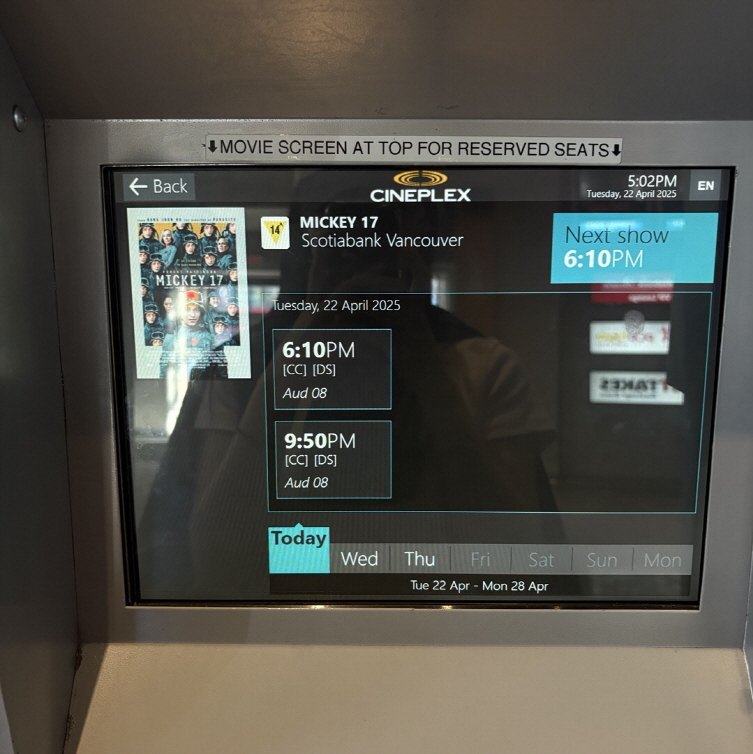 ⬇MOVIE SCREEN AT TOP FOR RESERVED SEATS⬇
← Back
CINEPLEX
5:02PM
Tuesday, 22 April 2025
EN
MICKEY 17
14
MICKEY 17
Scotiabank Vancouver
Next show
6:10PM
Tuesday, 22 April 2025
6:10PM
[CC] [DS]
Aud 08
9:50PM
[CC] [DS]
Aud 08
Today
Wed
Thu
Fri
Sat
Sun
Mon
Tue 22 Apr - Mon 28 Apr